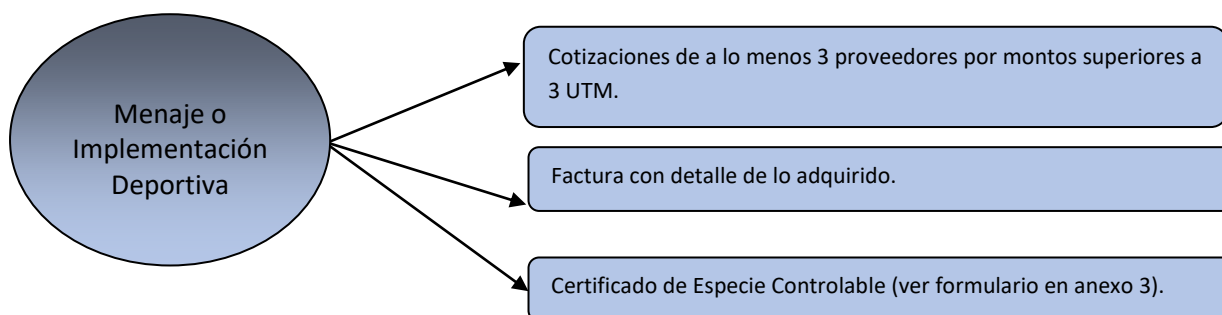 Menaje o
Implementación
Deportiva
Cotizaciones de a lo menos 3 proveedores por montos superiores a
3 UTM.
Factura con detalle de lo adquirido.
Certificado de Especie Controlable (ver formulario en anexo 3).